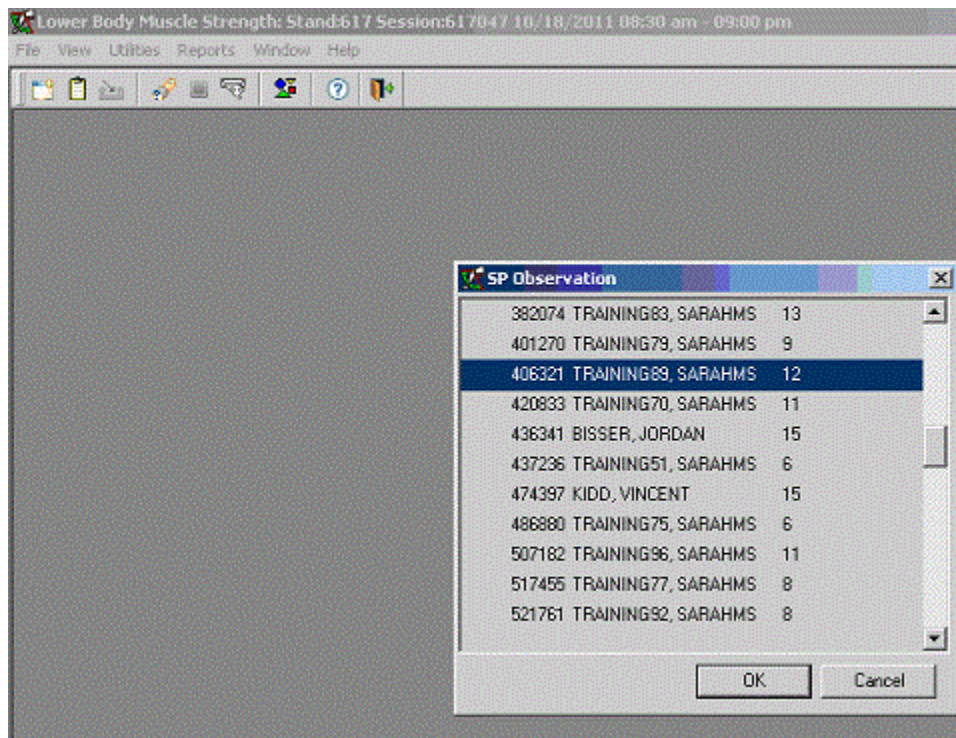 Lower Body Muscle Strength: Stand:617 Session:617047 10/18/2011 08:30 am - 09:00 pm
File View Utilities Reports Window Help
SP Observation
382074 TRAINING83, SARAHMS 13
401270 TRAINING79, SARAHMS 9
406321 TRAINING89, SARAHMS 12
420833 TRAINING70, SARAHMS 11
436341 BISSER, JORDAN 15
437236 TRAINING51, SARAHMS 6
474397 KIDD, VINCENT 15
486880 TRAINING75, SARAHMS 6
507182 TRAINING96, SARAHMS 11
517455 TRAINING77, SARAHMS 8
521761 TRAINING92, SARAHMS 8
OK Cancel